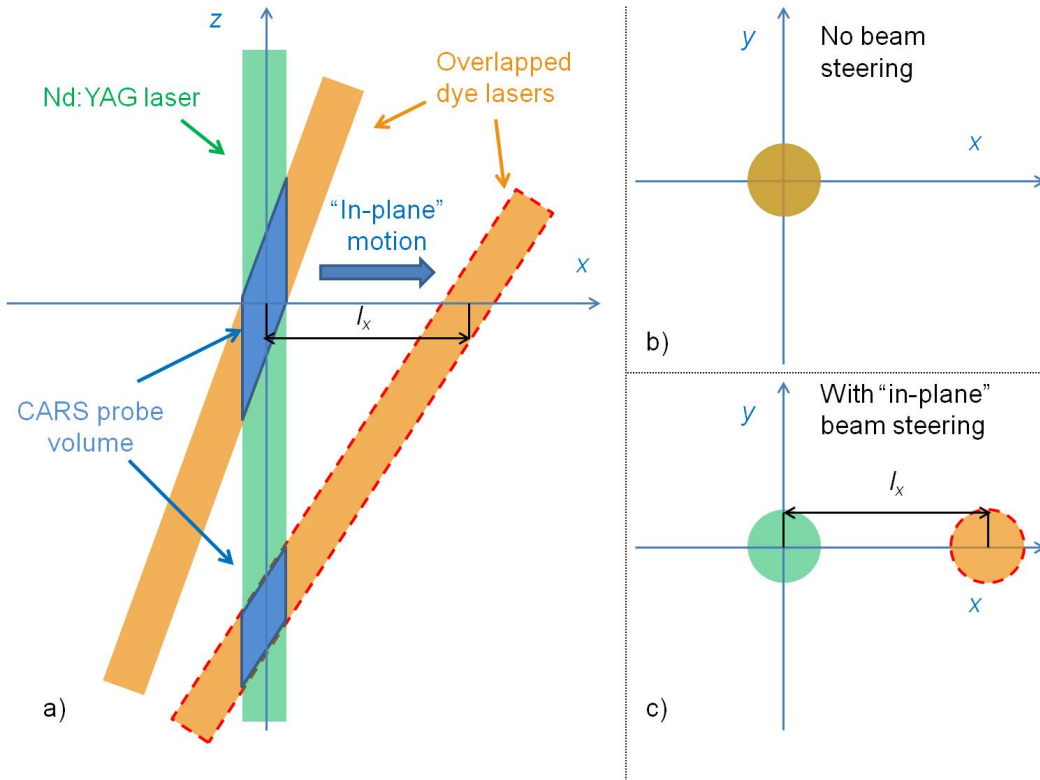 z
Nd:YAG laser
Overlapped
dye lasers
“In-plane”
motion
x
lx
CARS probe
volume
a)
y
No beam
steering
x
b)
y
With “in-plane”
beam steering
lx
x
c)